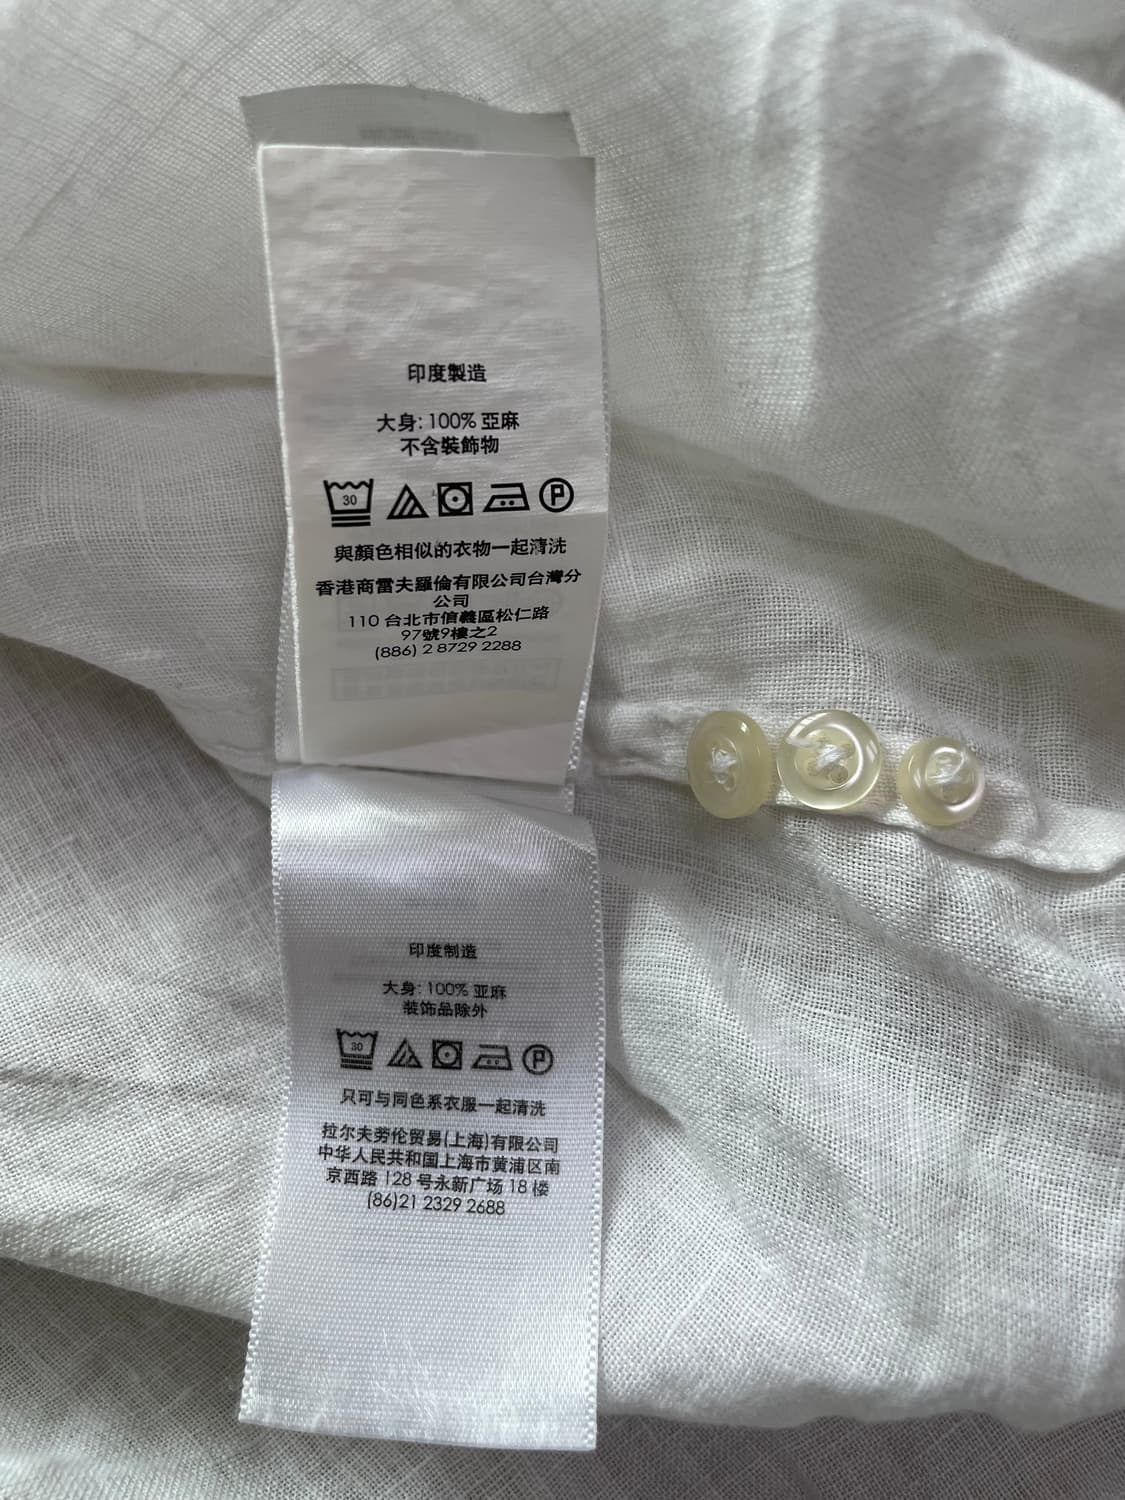 印度製造
大身: 100% 亞麻
不含裝飾物
30
P
與顏色相似的衣物一起清洗
香港商雷夫羅倫有限公司台灣分
公司
110 台北市信義區松仁路
97號9樓之2
(886) 2 8729 2288
印度制造
大身: 100% 亚麻
装饰品除外
30
P
只可与同色系衣服一起清洗
拉尔夫劳伦贸易(上海)有限公司
中华人民共和国上海市黄浦区南
京西路 128 号永新广场 18 楼
(86)21 2329 2688